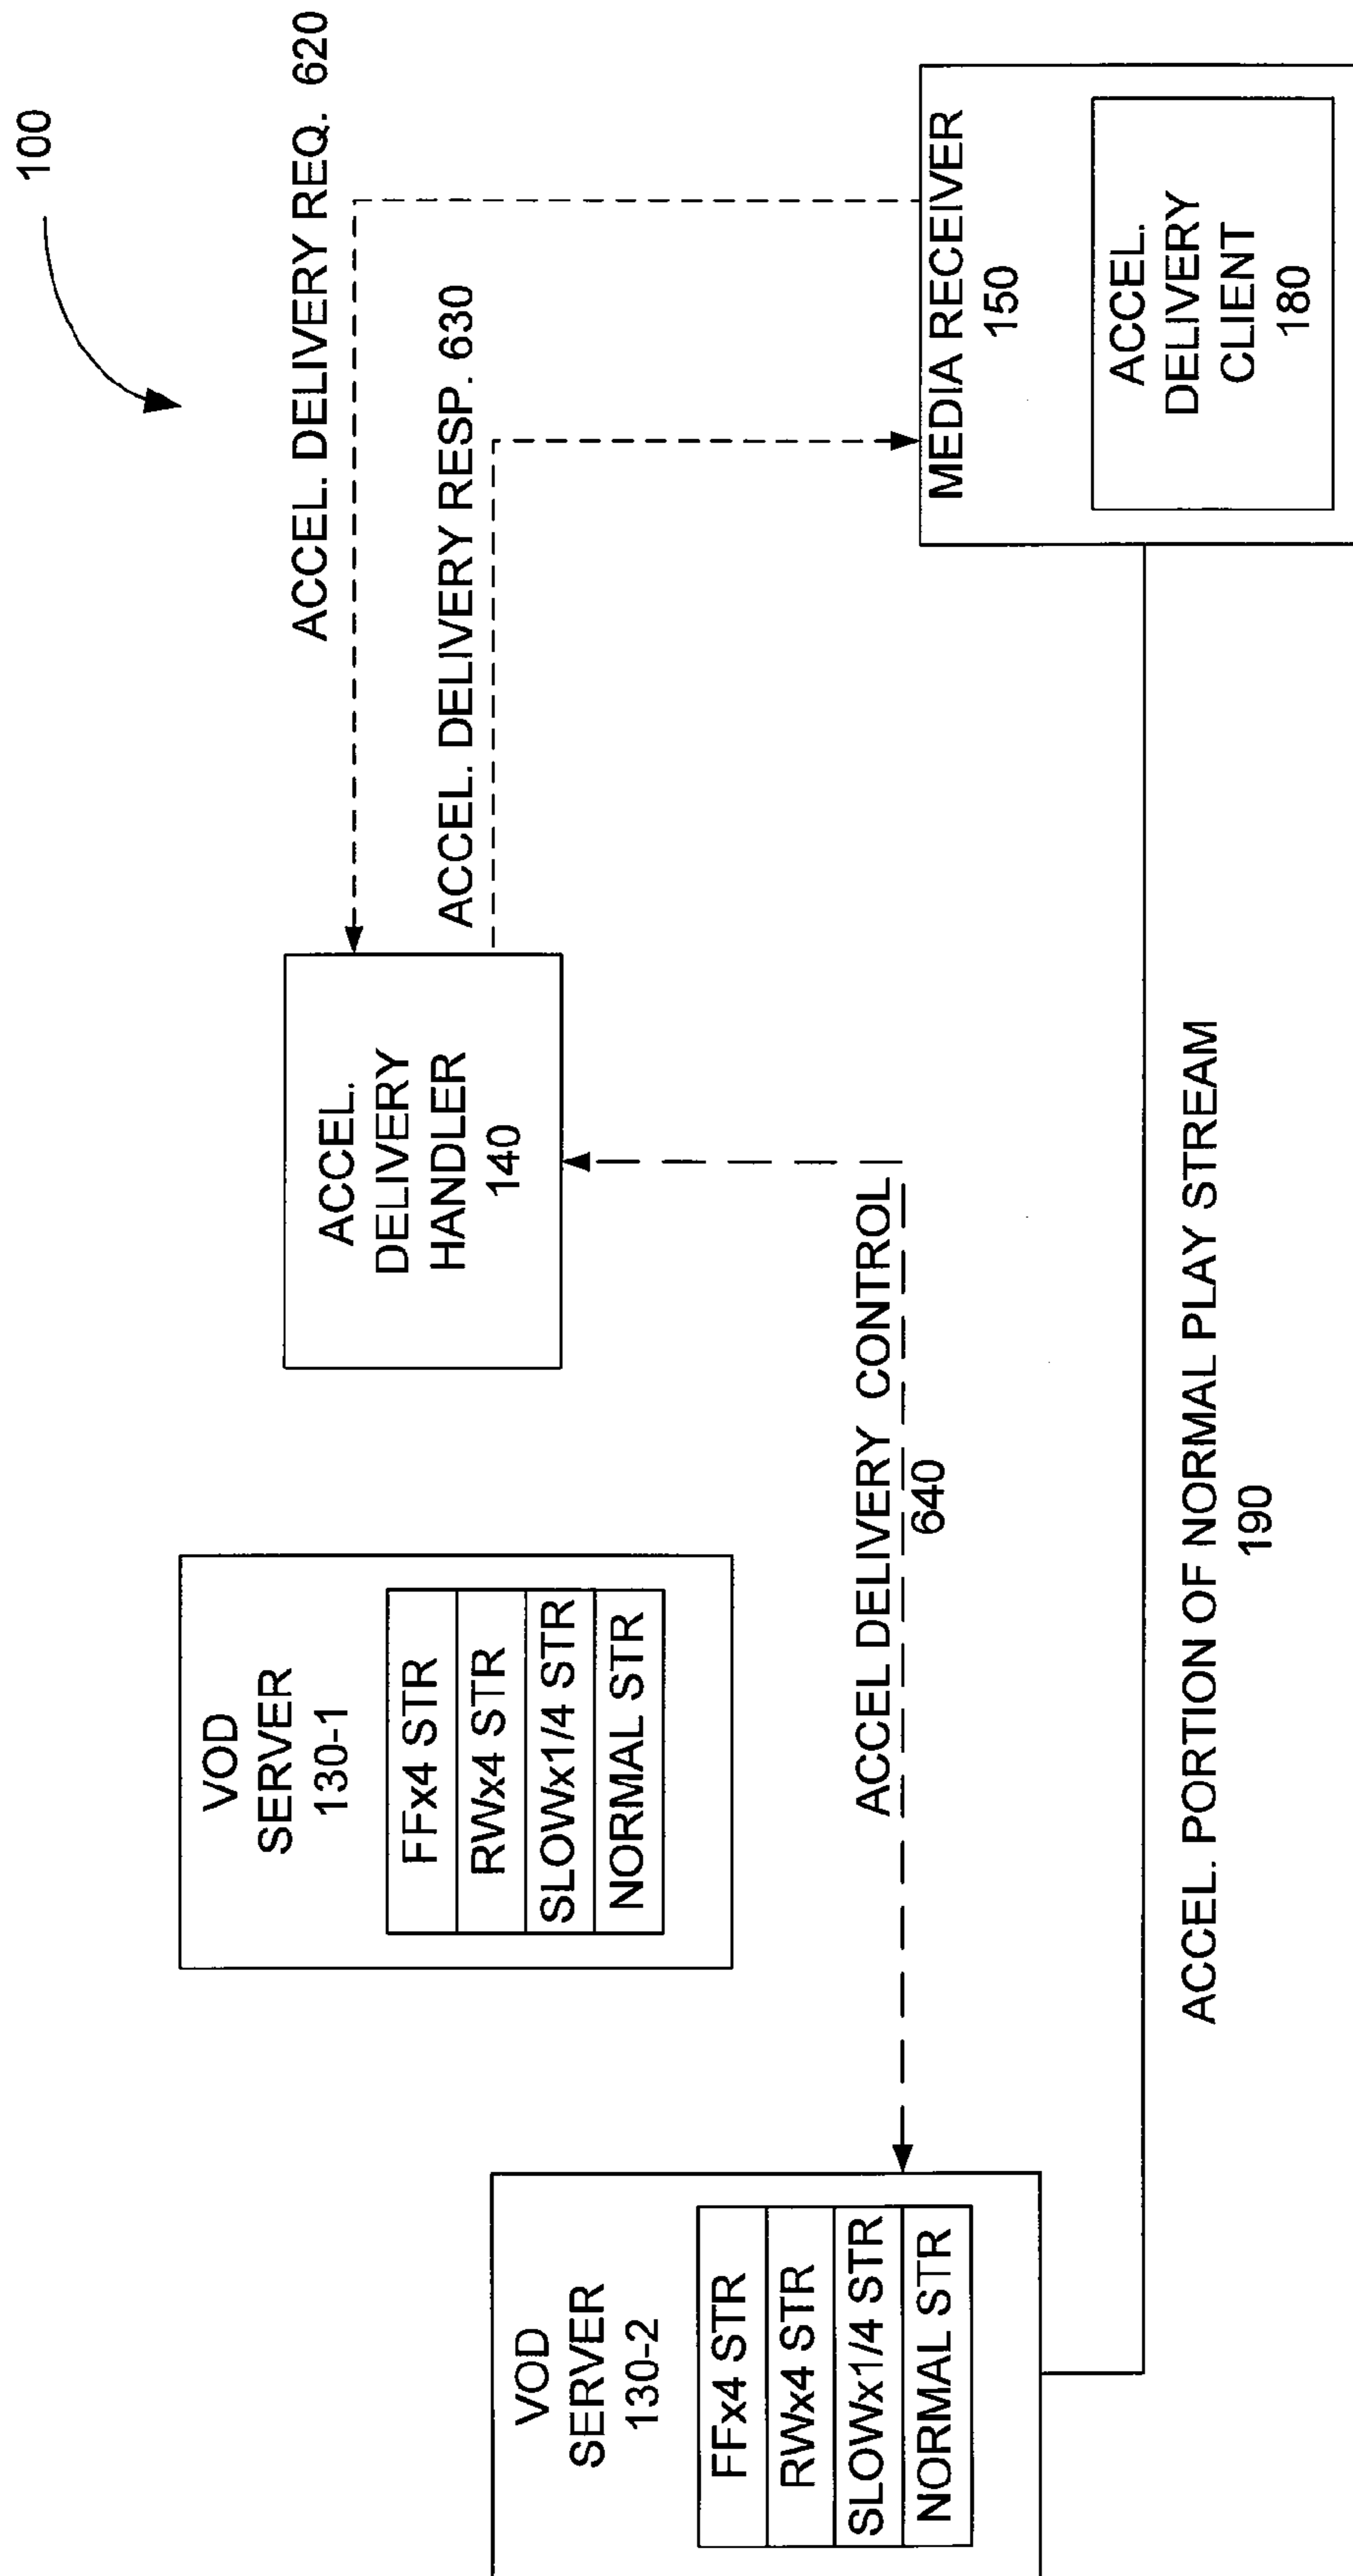 100
ACCEL. DELIVERY REQ. 620
ACCEL. DELIVERY RESP. 630
ACCEL.
DELIVERY
HANDLER
140
VOD
SERVER
130-1
FFx4 STR
RWx4 STR
SLOWx1/4 STR
NORMAL STR
VOD
SERVER
130-2
FFx4 STR
RWx4 STR
SLOWx1/4 STR
NORMAL STR
ACCEL DELIVERY CONTROL
640
MEDIA RECEIVER
150
ACCEL.
DELIVERY
CLIENT
180
ACCEL. PORTION OF NORMAL PLAY STREAM
190